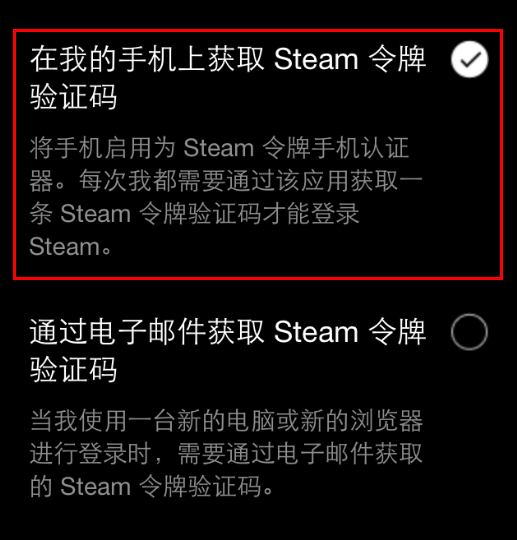 在我的手机上获取 Steam 令牌
验证码
将手机启用为 Steam 令牌手机认证
器。每次我都需要通过该应用获取一
条 Steam 令牌验证码才能登录
Steam。
通过电子邮件获取 Steam 令牌
验证码
当我使用一台新的电脑或新的浏览器
进行登录时，需要通过电子邮件获取
的 Steam 令牌验证码。